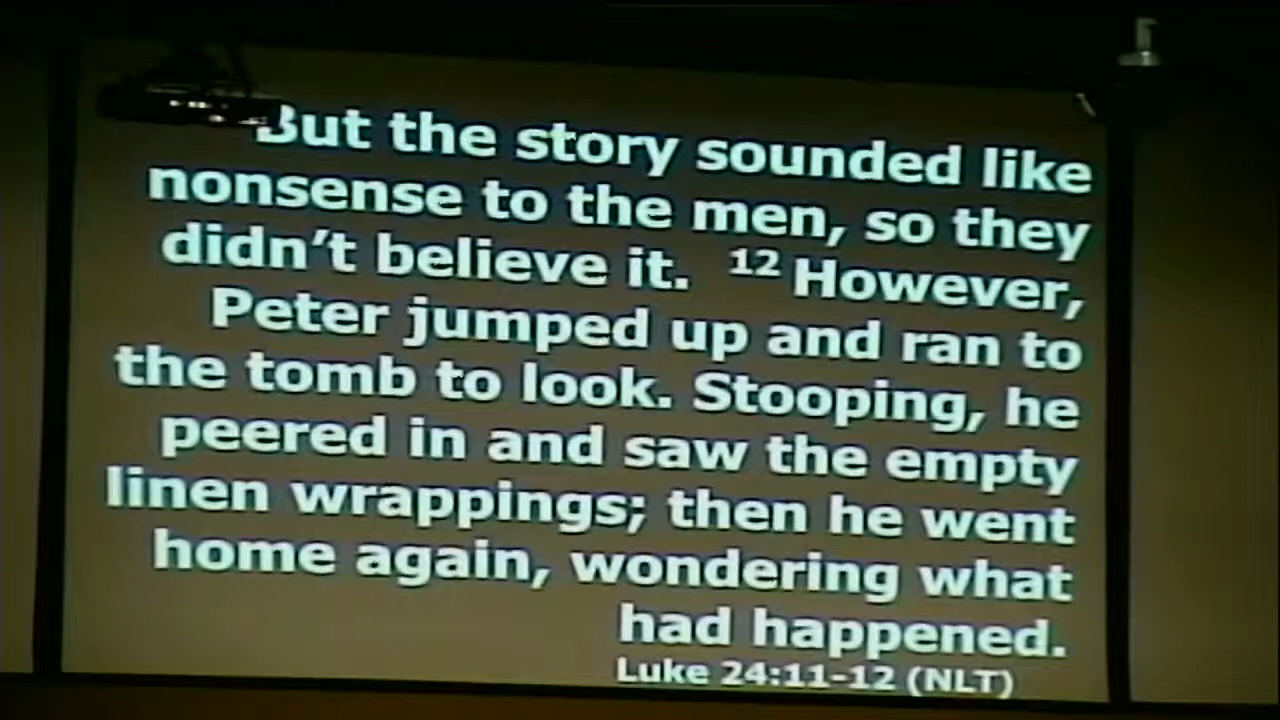 But the story sounded like
nonsense to the men, so they
didn't believe it. 12 However,
Peter jumped up and ran to
the tomb to look. Stooping, he
peered in and saw the empty
linen wrappings; then he went
home again, wondering what
had happened.
Luke 24:11-12 (NLT)